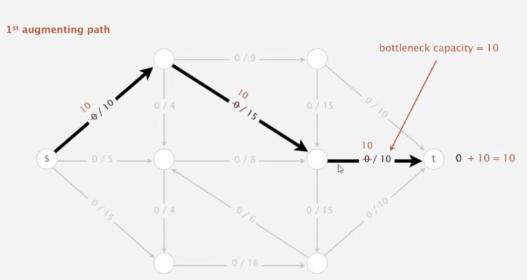 1st augmenting path
bottleneck capacity = 10
0 / 9
10
0 / 10
10
0 / 15
0 / 4
0 / 15
0 / 10
s
0 / 5
0 / 8
10
0 / 10
t
0 + 10 = 10
0 / 15
0 / 4
0 / 6
0 / 15
0 / 10
0 / 16